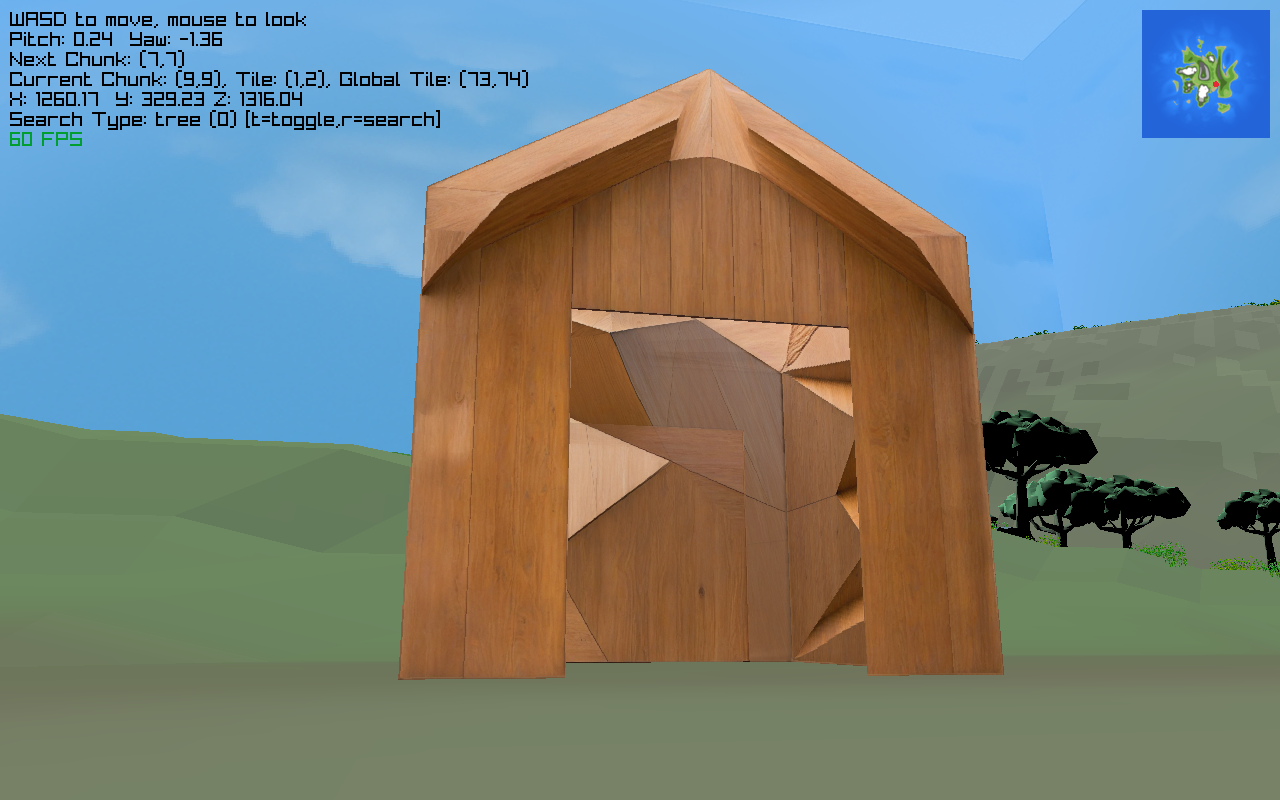 WASD to move, mouse to look
Pitch: 0.24 Yaw: -1.36
Next Chunk: (7,7)
Current Chunk: (9,9), Tile: (1,2), Global Tile: (73,74)
X: 1260.17 Y: 329.23 Z: 1316.04
Search Type: tree (0) [t=toggle,r=search]
60 FPS